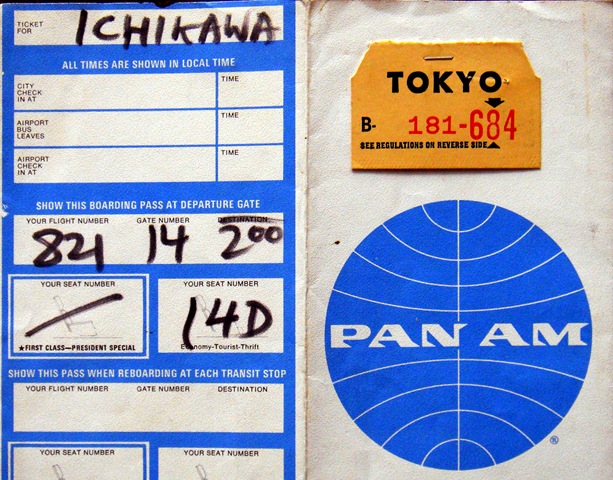 TICKET
FOR
ICHIKAWA
ALL TIMES ARE SHOWN IN LOCAL TIME
CITY
CHECK
IN AT
TIME
AIRPORT
BUS
LEAVES
TIME
AIRPORT
CHECK
IN AT
TIME
SHOW THIS BOARDING PASS AT DEPARTURE GATE
YOUR FLIGHT NUMBER GATE NUMBER DESTINATION
821 14 200
YOUR SEAT NUMBER
★FIRST CLASS—PRESIDENT SPECIAL
YOUR SEAT NUMBER
14D
Economy-Tourist-Thrift
SHOW THIS PASS WHEN REBOARDING AT EACH TRANSIT STOP
YOUR FLIGHT NUMBER GATE NUMBER DESTINATION
YOUR SEAT NUMBER
YOUR SEAT NUMBER
TOKYO
B- 181-684
SEE REGULATIONS ON REVERSE SIDE
PAN AM
®